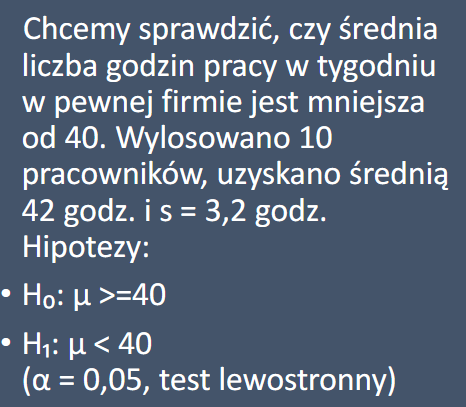 Chcemy sprawdzić, czy średnia
liczba godzin pracy w tygodniu
w pewnej firmie jest mniejsza
od 40. Wylosowano 10
pracowników, uzyskano średnią
42 godz. i s = 3,2 godz.
Hipotezy:
• H₀: μ >=40
• H₁: μ < 40
(α = 0,05, test lewostronny)